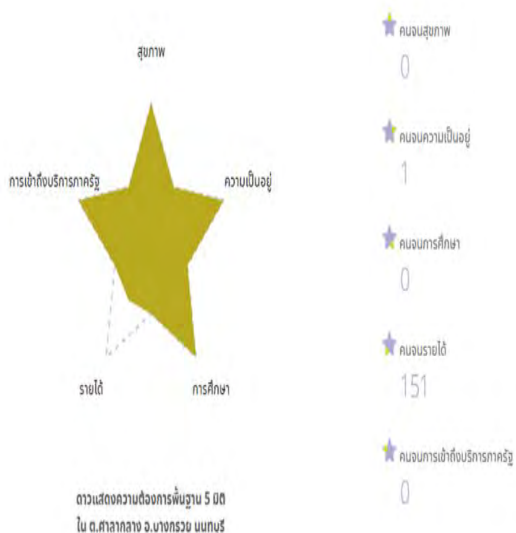 สุขภาพ
การเข้าถึงบริการภาครัฐ
ความเป็นอยู่
รายได้
การศึกษา
ดาวแสดงความต้องการพื้นฐาน 5 มิติ
ใน ต.ศาลากลาง อ.บางกรวย นนทบุรี
คนจนสุขภาพ
0
คนจนความเป็นอยู่
1
คนจนการศึกษา
0
คนจนรายได้
151
คนจนการเข้าถึงบริการภาครัฐ
0